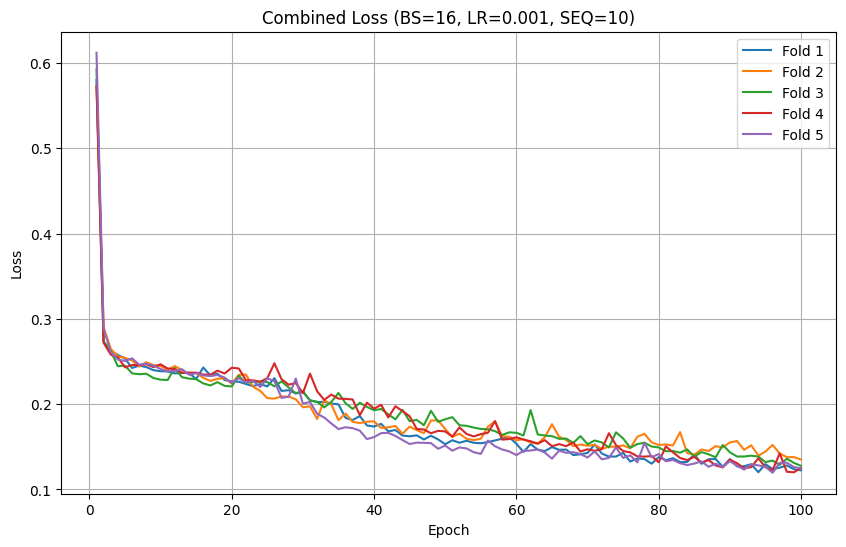 Combined Loss (BS=16, LR=0.001, SEQ=10)
Fold 1
Fold 2
Fold 3
Fold 4
Fold 5
Loss
0.6
0.5
0.4
0.3
0.2
0.1
0 20 40 60 80 100
Epoch